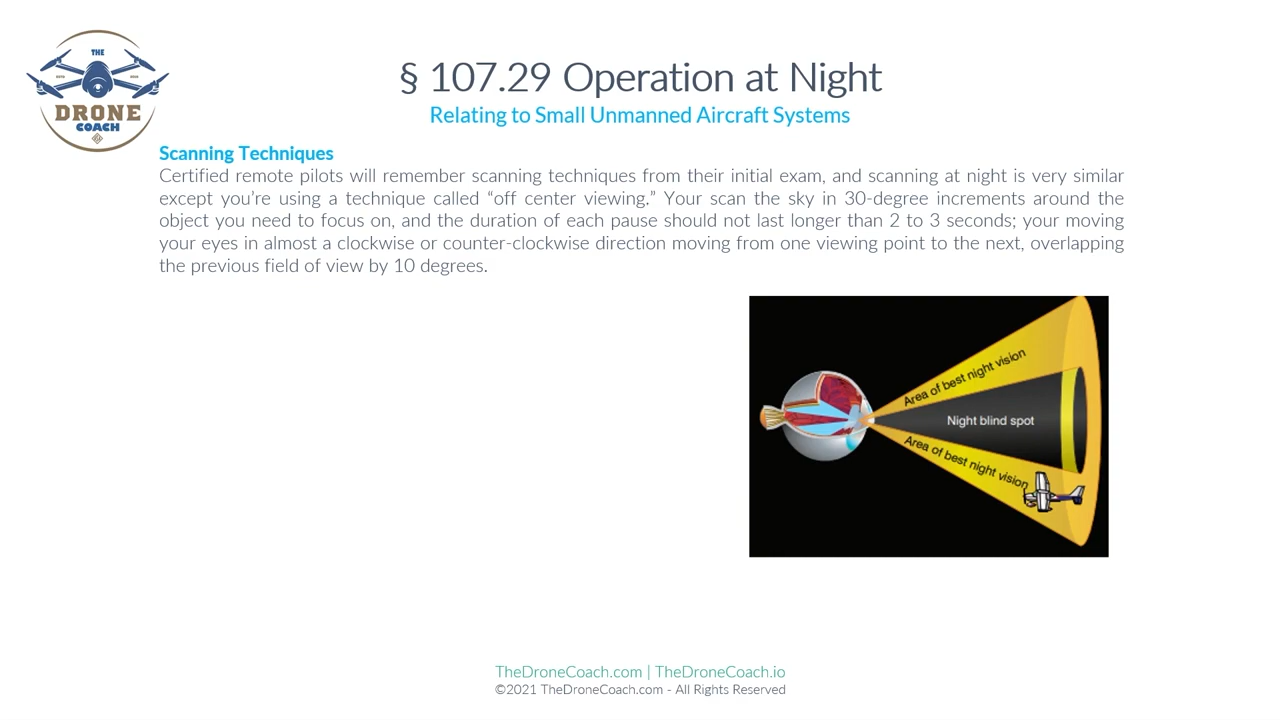 THE
DRONE
COACH
§ 107.29 Operation at Night
Relating to Small Unmanned Aircraft Systems
Scanning Techniques
Certified remote pilots will remember scanning techniques from their initial exam, and scanning at night is very similar
except you’re using a technique called “off center viewing.” Your scan the sky in 30-degree increments around the
object you need to focus on, and the duration of each pause should not last longer than 2 to 3 seconds; your moving
your eyes in almost a clockwise or counter-clockwise direction moving from one viewing point to the next, overlapping
the previous field of view by 10 degrees.
Area of best night vision
Night blind spot
Area of best night vision
TheDroneCoach.com | TheDroneCoach.io
©2021 TheDroneCoach.com - All Rights Reserved